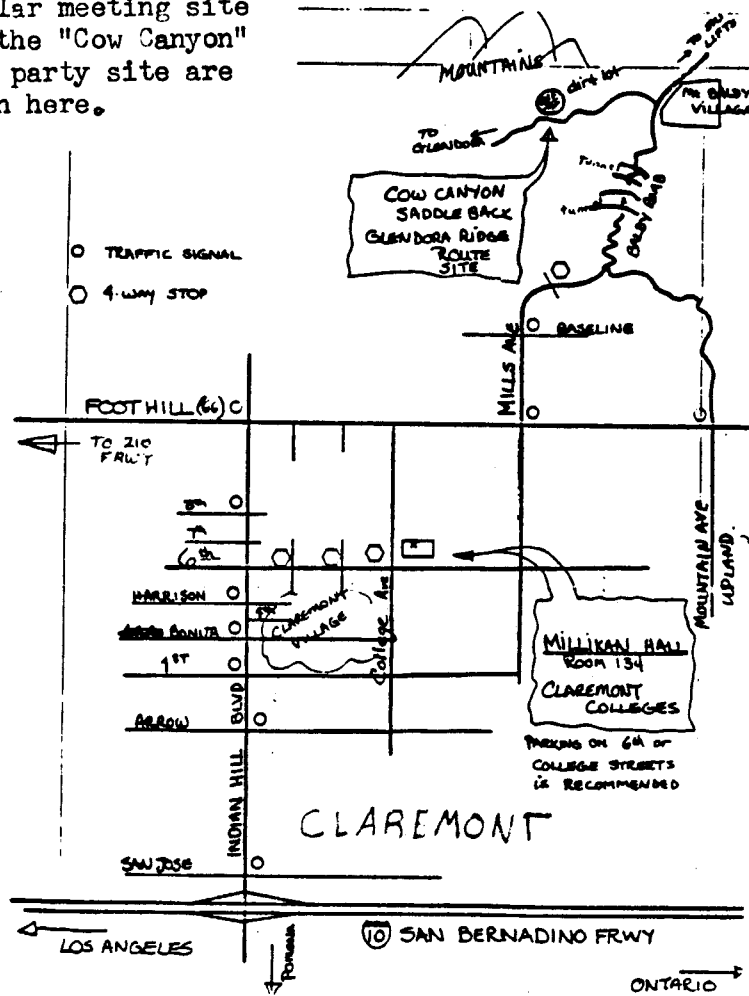 lar meeting site
the "Cow Canyon"
party site are
n here.
MOUNTAINS
dirt lot
TO SKI
LIFTS
Mt BALDY
VILLAGE
TO
GLENDORA
COW CANYON
SADDLE BACK
GLENDORA RIDGE
ROUTE
SITE
Tunnel
tunnel
BALDY
TRAFFIC SIGNAL
4-WAY STOP
BASELINE
MILLS AVE
FOOTHILL (66)
TO 210
FRWY
8th
7th
6th
HARRISON
4th
CLAREMONT
VILLAGE
BONITA
1ST
College Ave
MOUNTAIN AVE
UPLAND
MILLIKAN HALL
ROOM 134
CLAREMONT
COLLEGES
PARKING ON 6th or
COLLEGE STREETS
is RECOMMENDED
ARROW
INDIAN HILL BLVD
CLAREMONT
SAN JOSE
LOS ANGELES
10 SAN BERNADINO FRWY
POMONA
ONTARIO